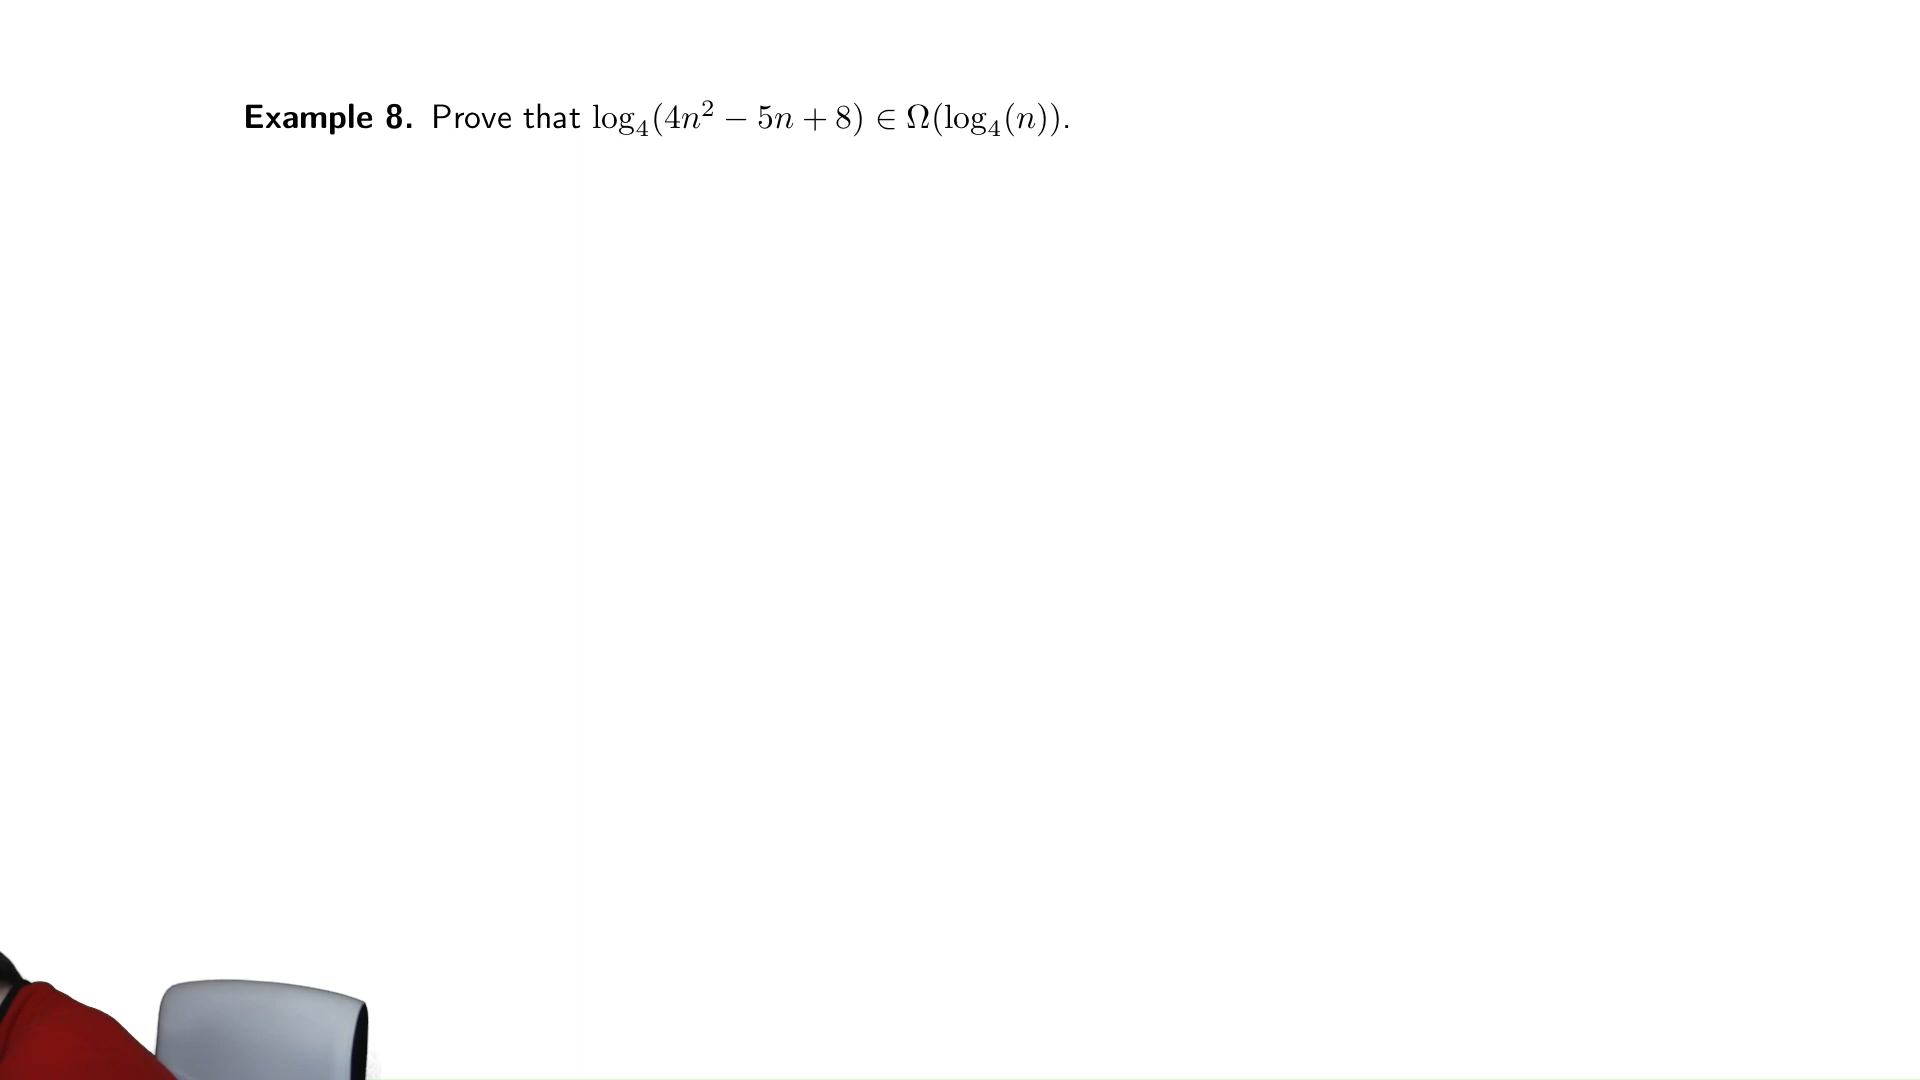 Example 8. Prove that log₄(4n² − 5n + 8) ∈ Ω(log₄(n)).